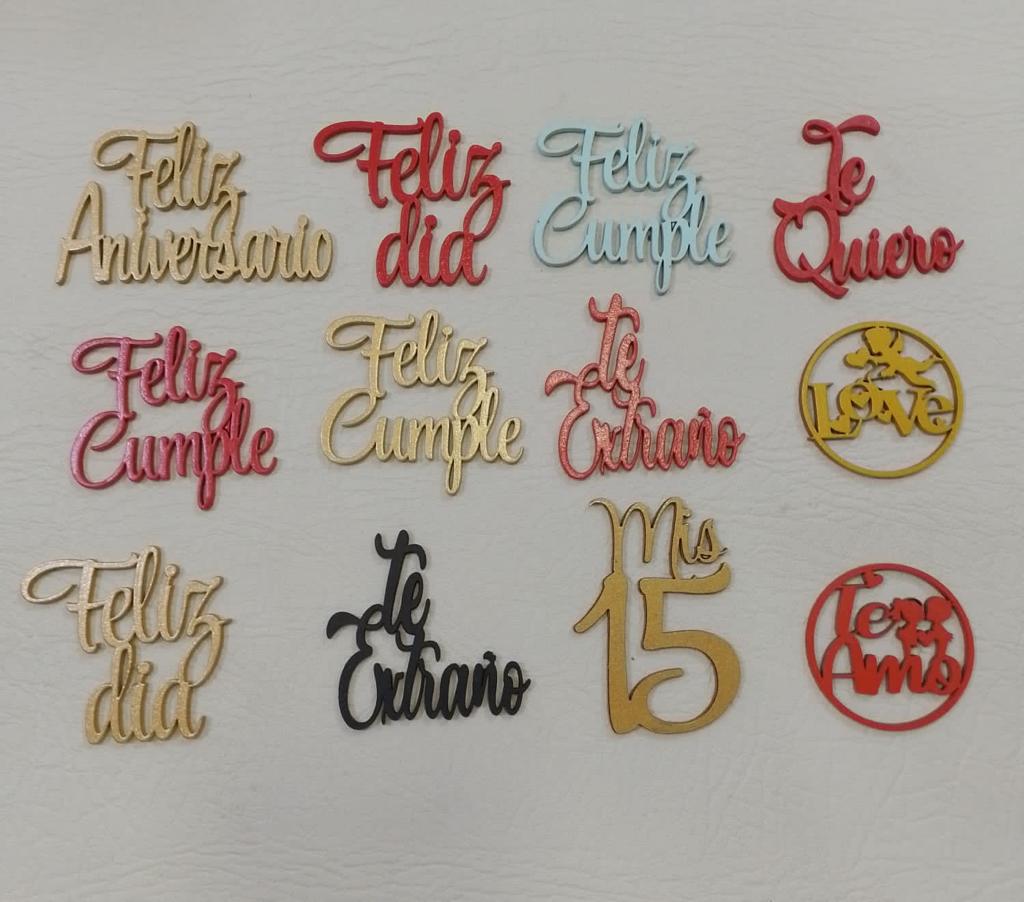 Feliz
Aniversario
Feliz
dia
Feliz
Cumple
Te
Quiero
Feliz
Cumple
Feliz
Cumple
te
Extraño
Love
Feliz
dia
te
Extraño
Mis
15
Te
Amo